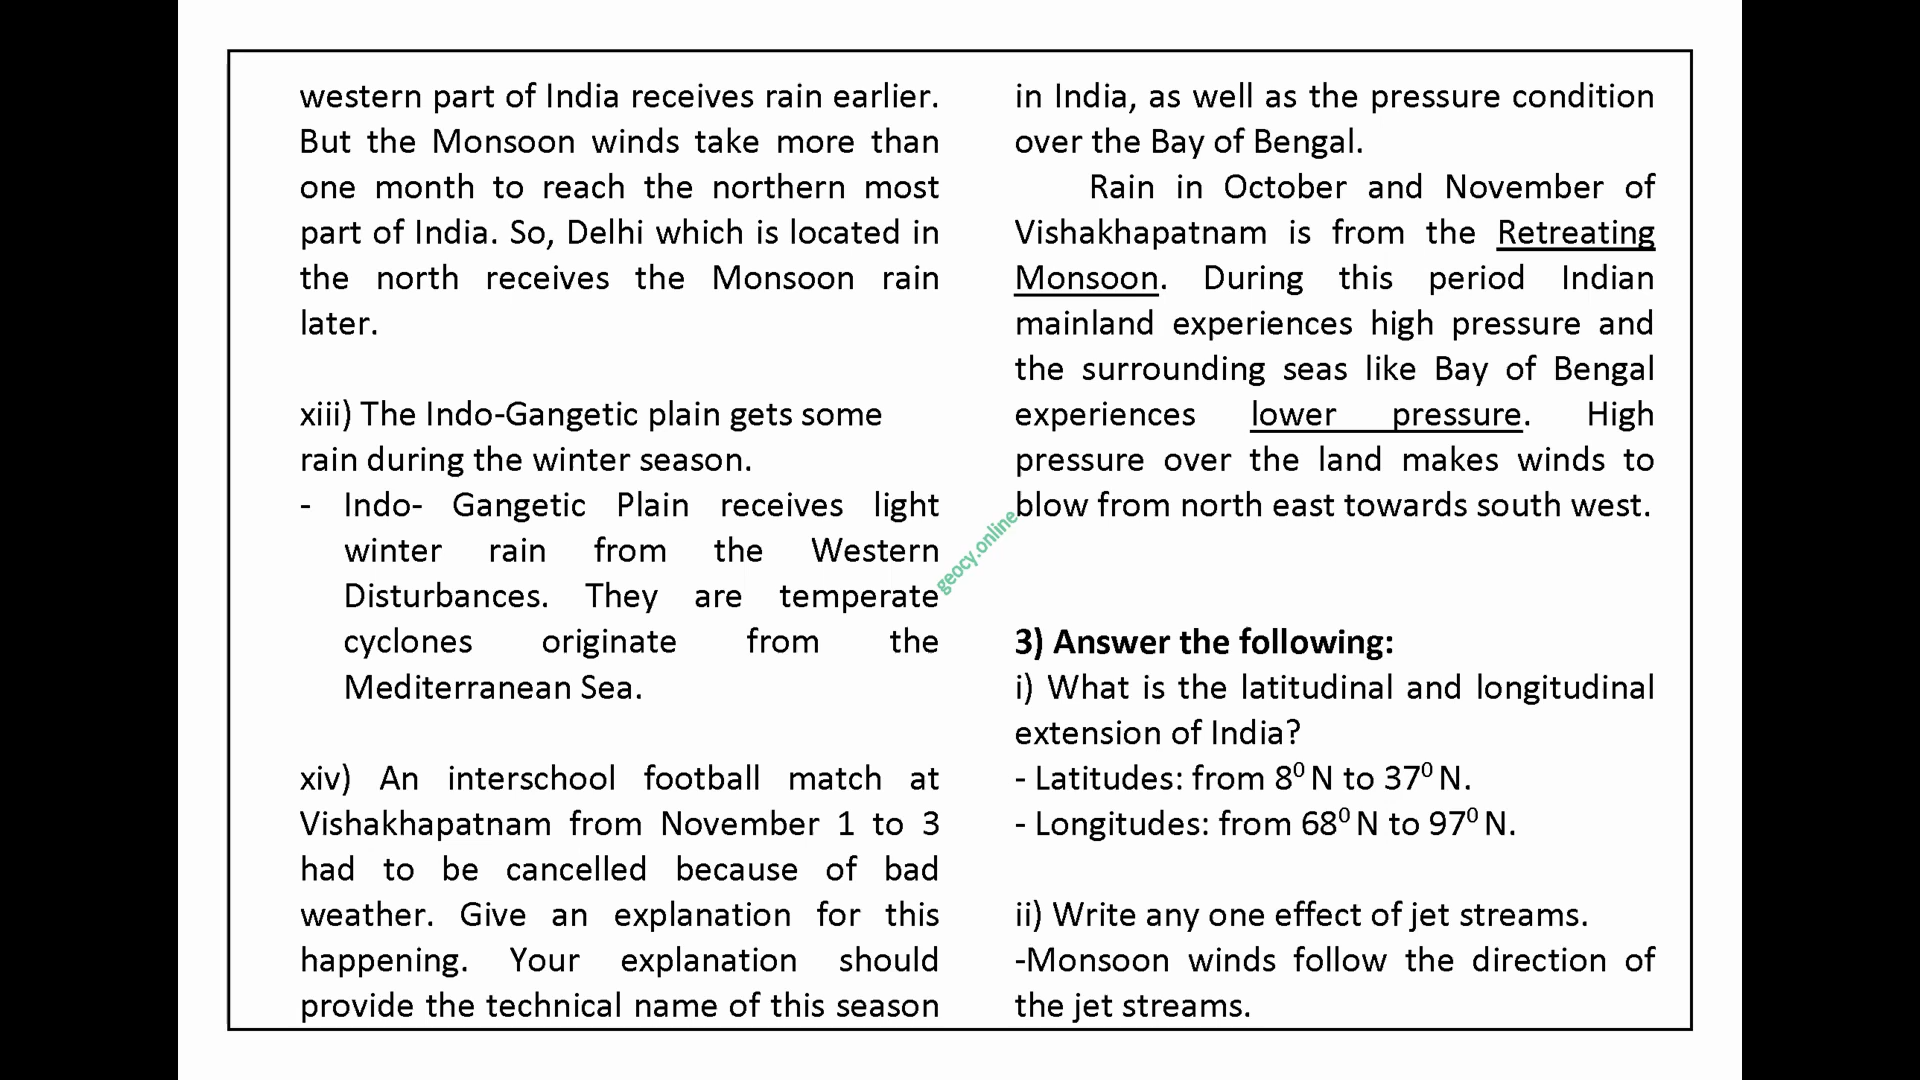 western part of India receives rain earlier.
But the Monsoon winds take more than
one month to reach the northern most
part of India. So, Delhi which is located in
the north receives the Monsoon rain
later.
xiii) The Indo-Gangetic plain gets some
rain during the winter season.
- Indo- Gangetic Plain receives light
winter rain from the Western
Disturbances. They are temperate
cyclones originate from the
Mediterranean Sea.
xiv) An interschool football match at
Vishakhapatnam from November 1 to 3
had to be cancelled because of bad
weather. Give an explanation for this
happening. Your explanation should
provide the technical name of this season
in India, as well as the pressure condition
over the Bay of Bengal.
Rain in October and November of
Vishakhapatnam is from the Retreating
Monsoon. During this period Indian
mainland experiences high pressure and
the surrounding seas like Bay of Bengal
experiences lower pressure. High
pressure over the land makes winds to
blow from north east towards south west.
3) Answer the following:
i) What is the latitudinal and longitudinal
extension of India?
- Latitudes: from 8⁰ N to 37⁰ N.
- Longitudes: from 68⁰ N to 97⁰ N.
ii) Write any one effect of jet streams.
-Monsoon winds follow the direction of
the jet streams.
geocy.online